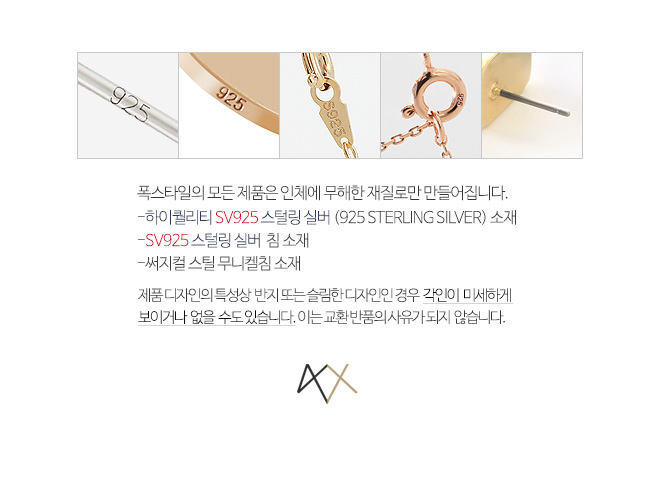 925
925
S925
925
폭스타일의 모든 제품은 인체에 무해한 재질로만 만들어집니다.
-하이퀄리티 SV925 스털링 실버 (925 STERLING SILVER) 소재
-SV925 스털링 실버 침 소재
-써지컬 스틸 무니켈침 소재
제품 디자인의 특성상 반지 또는 슬림한 디자인인 경우 각인이 미세하게
보이거나 없을 수도 있습니다. 이는 교환 반품의 사유가 되지 않습니다.